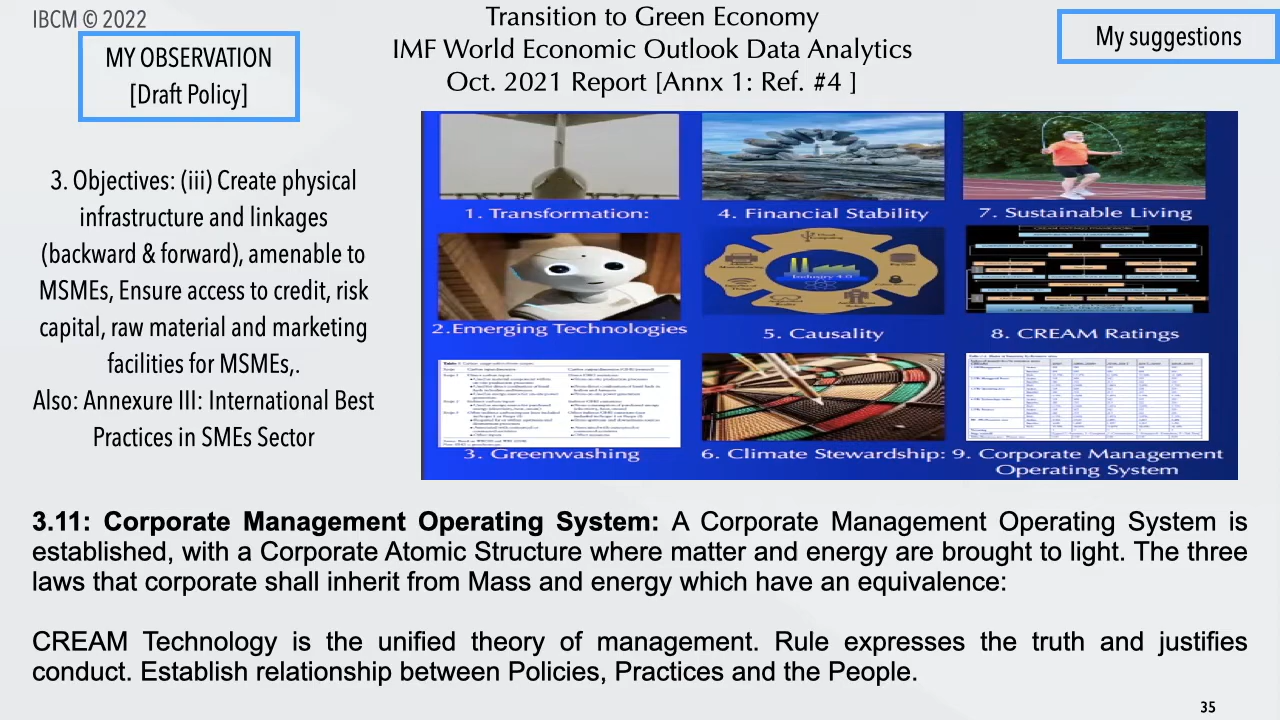 IBCM © 2022
MY OBSERVATION
[Draft Policy]
Transition to Green Economy
IMF World Economic Outlook Data Analytics
Oct. 2021 Report [Annx 1: Ref. #4 ]
My suggestions
3. Objectives: (iii) Create physical
infrastructure and linkages
(backward & forward), amenable to
MSMEs, Ensure access to credit, risk
capital, raw material and marketing
facilities for MSMEs,.
Also: Annexure III: International Best
Practices in SMEs Sector
1. Transformation:
4. Financial Stability
7. Sustainable Living
Industry 4.0
2.Emerging Technologies
5. Causality
8. CREAM Ratings
3. Greenwashing
6. Climate Stewardship:
9. Corporate Management
Operating System
3.11: Corporate Management Operating System: A Corporate Management Operating System is
established, with a Corporate Atomic Structure where matter and energy are brought to light. The three
laws that corporate shall inherit from Mass and energy which have an equivalence:
CREAM Technology is the unified theory of management. Rule expresses the truth and justifies
conduct. Establish relationship between Policies, Practices and the People.
35